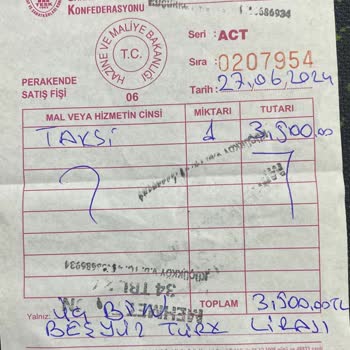 KONFEDERASYONU
Seri : ACT
HAZİNE VE MALİYE BAKANLIĞI
T.C.
Sıra : 0207954
PERAKENDE
SATIŞ FİŞİ
06
Tarih : 27.06.2024
MAL VEYA HİZMETİN CİNSİ MİKTARI TUTARI
TAKSİ 1 3,500,00
KÜÇÜKKÖY V.D.
TOPLAM 3,500,00TL
Yalnız: ÜÇ BİN
BEŞYÜZ TÜRK LİRASI